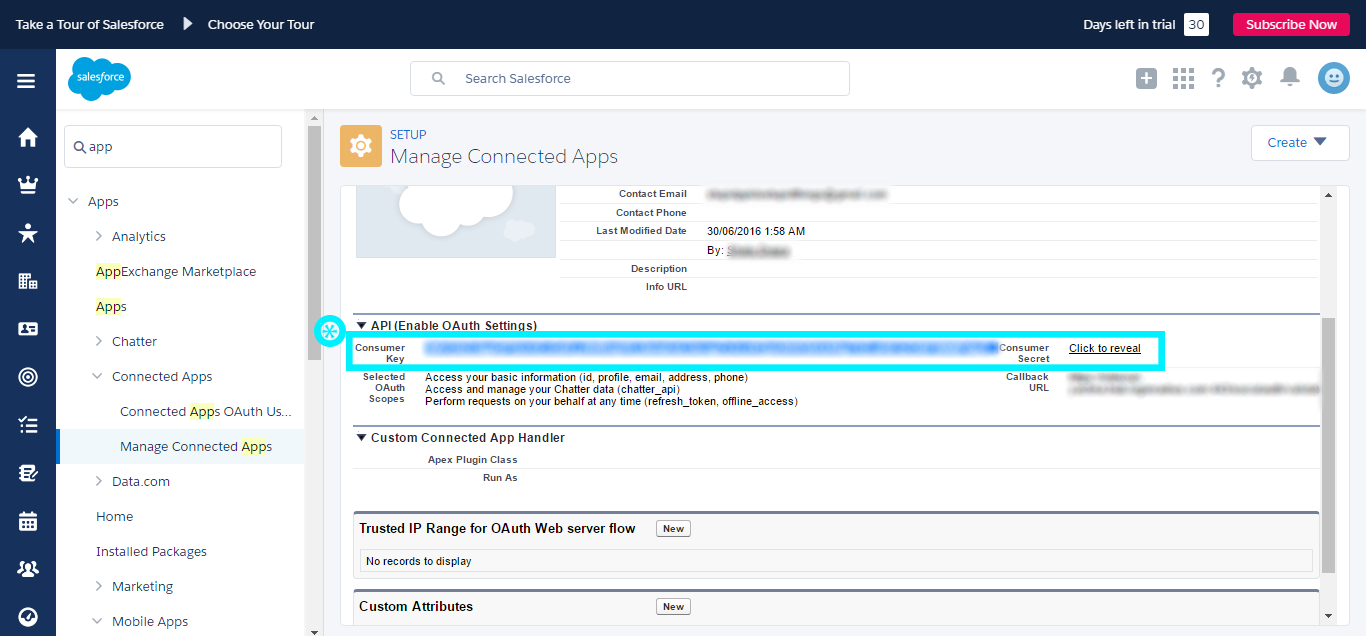 Take a Tour of Salesforce Choose Your Tour Days left in trial 30 Subscribe Now
salesforce Search Salesforce
app
Apps
Analytics
AppExchange Marketplace
Apps
Chatter
Connected Apps
Connected Apps OAuth Us...
Manage Connected Apps
Data.com
Home
Installed Packages
Marketing
Mobile Apps
SETUP
Manage Connected Apps
Create
Contact Email
Contact Phone
Last Modified Date 30/06/2016 1:58 AM
By:
Description
Info URL
API (Enable OAuth Settings)
Consumer Key
Consumer Secret Click to reveal
Selected OAuth Scopes
Access your basic information (id, profile, email, address, phone)
Access and manage your Chatter data (chatter_api)
Perform requests on your behalf at any time (refresh_token, offline_access)
Callback URL
Custom Connected App Handler
Apex Plugin Class
Run As
Trusted IP Range for OAuth Web server flow New
No records to display
Custom Attributes New